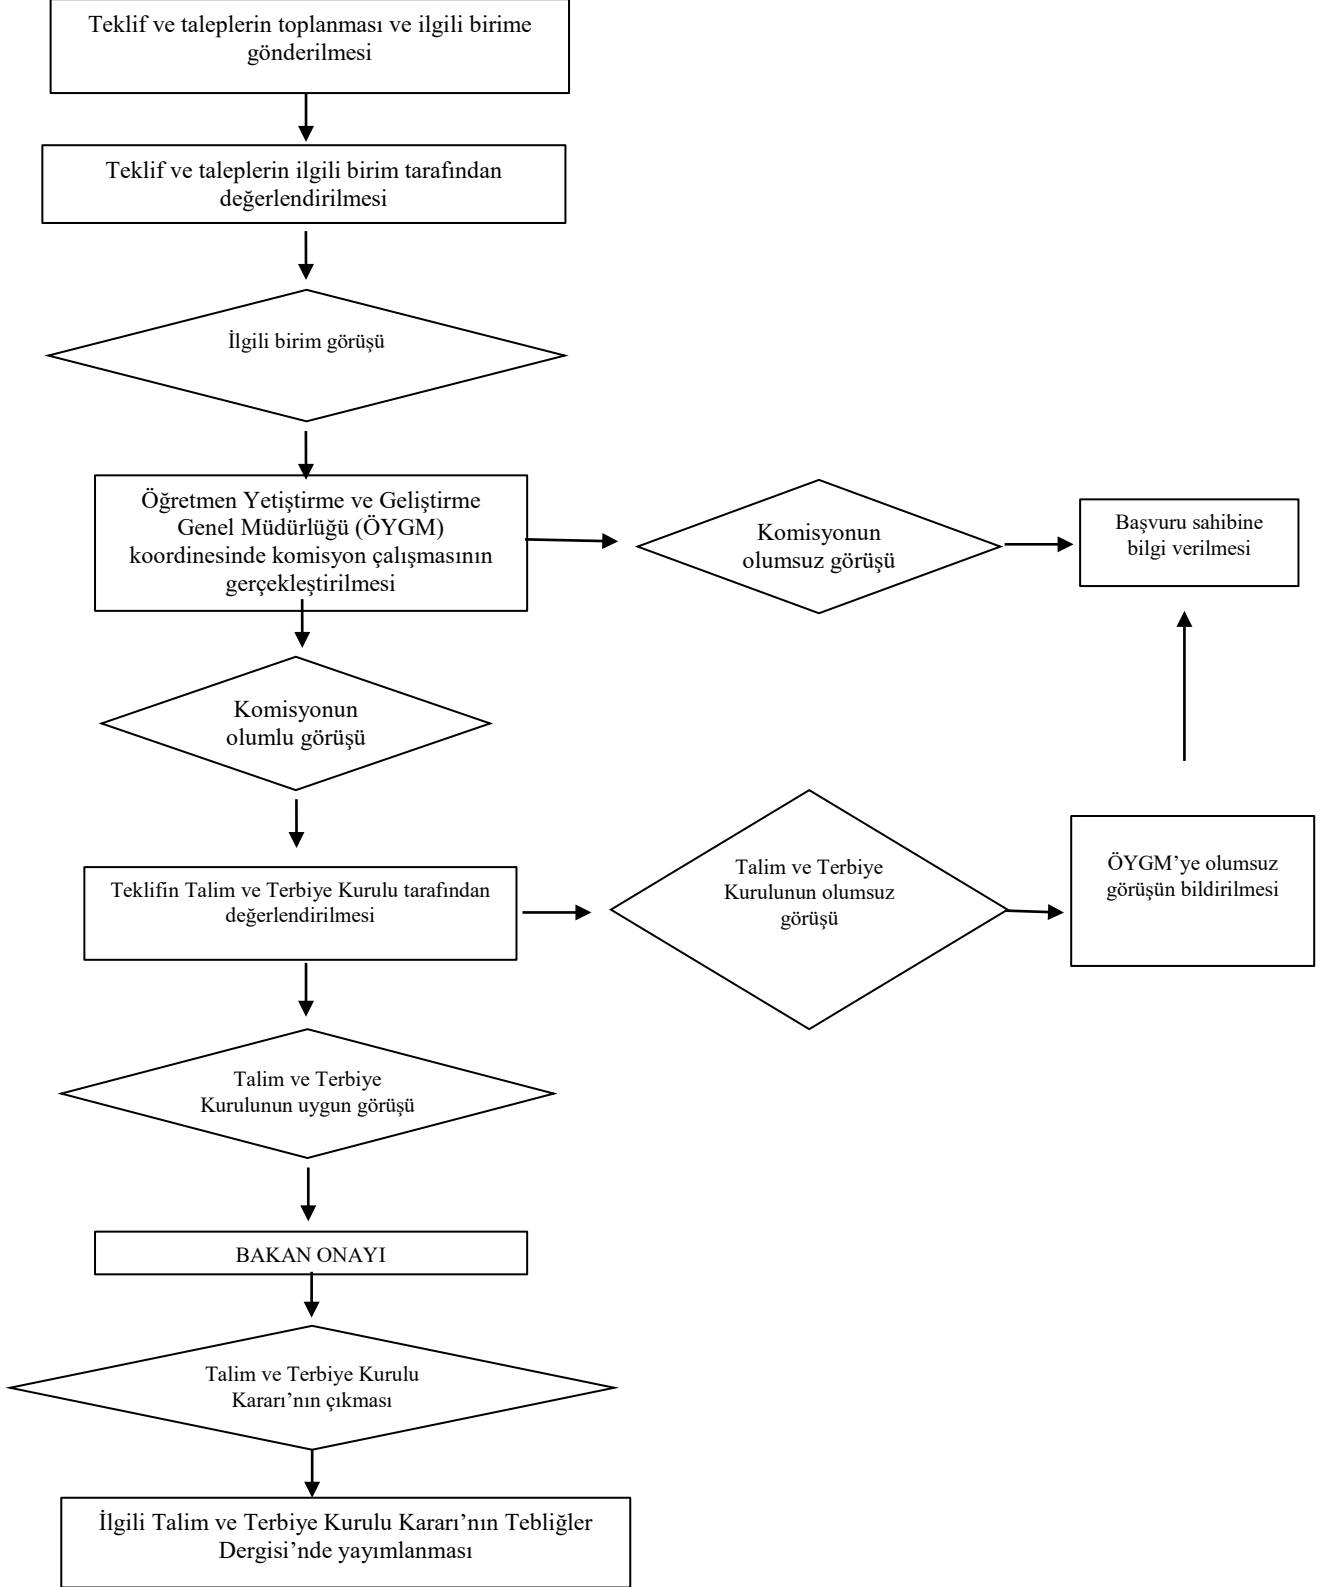 Teklif ve taleplerin toplanması ve ilgili birime
gönderilmesi
Teklif ve taleplerin ilgili birim tarafından
değerlendirilmesi
İlgili birim görüşü
Öğretmen Yetiştirme ve Geliştirme
Genel Müdürlüğü (ÖYGM)
koordinesinde komisyon çalışmasının
gerçekleştirilmesi
Komisyonun
olumsuz görüşü
Başvuru sahibine
bilgi verilmesi
Komisyonun
olumlu görüşü
Teklifin Talim ve Terbiye Kurulu tarafından
değerlendirilmesi
Talim ve Terbiye
Kurulunun olumsuz
görüşü
ÖYGM’ye olumsuz
görüşün bildirilmesi
Talim ve Terbiye
Kurulunun uygun görüşü
BAKAN ONAYI
Talim ve Terbiye Kurulu
Kararı’nın çıkması
İlgili Talim ve Terbiye Kurulu Kararı’nın Tebliğler
Dergisi’nde yayımlanması